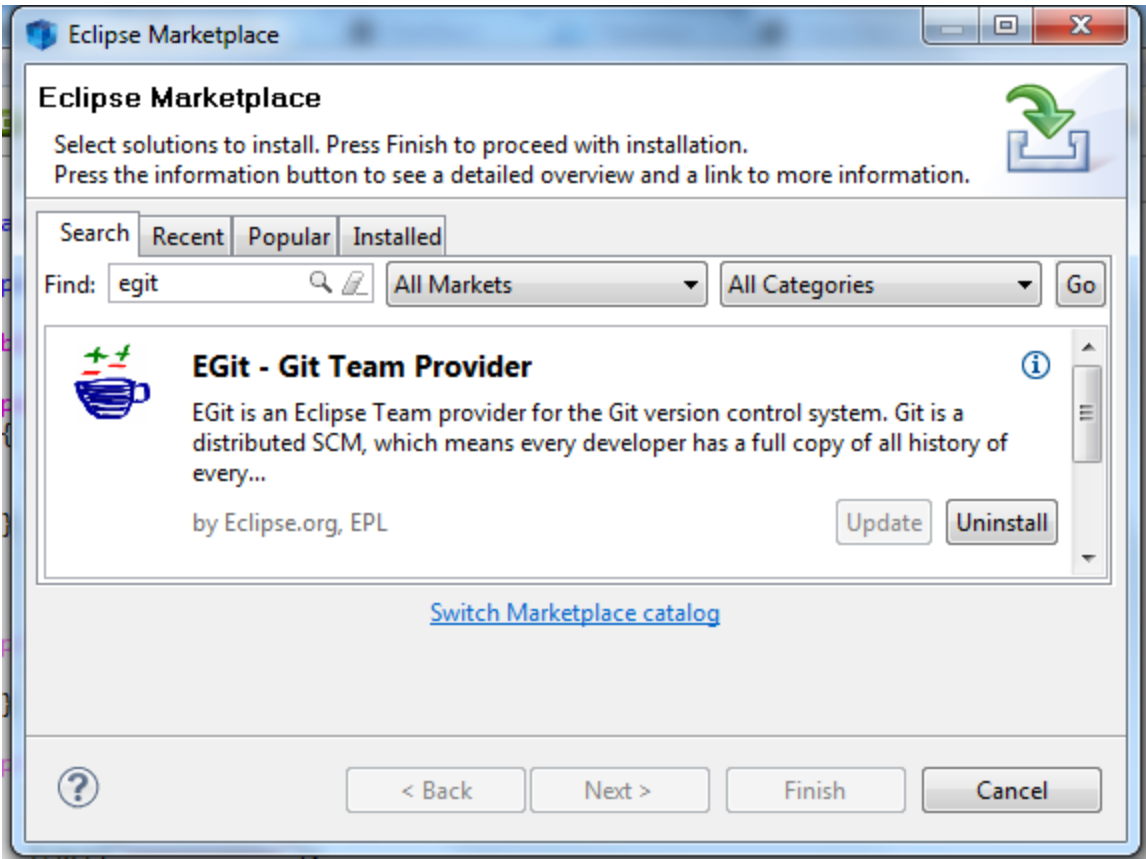 Eclipse Marketplace
Eclipse Marketplace
Select solutions to install. Press Finish to proceed with installation.
Press the information button to see a detailed overview and a link to more information.
Search Recent Popular Installed
Find: egit All Markets All Categories Go
EGit - Git Team Provider
EGit is an Eclipse Team provider for the Git version control system. Git is a
distributed SCM, which means every developer has a full copy of all history of
every...
by Eclipse.org, EPL Update Uninstall
Switch Marketplace catalog
< Back Next > Finish Cancel